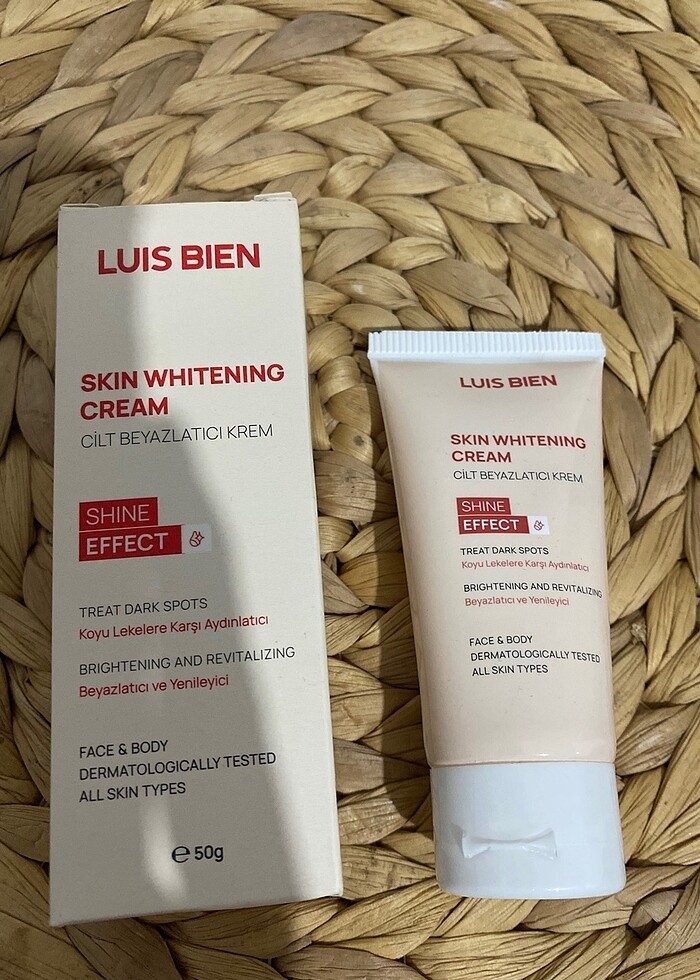 LUIS BIEN
SKIN WHITENING
CREAM
CİLT BEYAZLATICI KREM
SHINE
EFFECT
TREAT DARK SPOTS
Koyu Lekelere Karşı Aydınlatıcı
BRIGHTENING AND REVITALIZING
Beyazlatıcı ve Yenileyici
FACE & BODY
DERMATOLOGICALLY TESTED
ALL SKIN TYPES
℮ 50g
LUIS BIEN
SKIN WHITENING
CREAM
CİLT BEYAZLATICI KREM
SHINE
EFFECT
TREAT DARK SPOTS
Koyu Lekelere Karşı Aydınlatıcı
BRIGHTENING AND REVITALIZING
Beyazlatıcı ve Yenileyici
FACE & BODY
DERMATOLOGICALLY TESTED
ALL SKIN TYPES